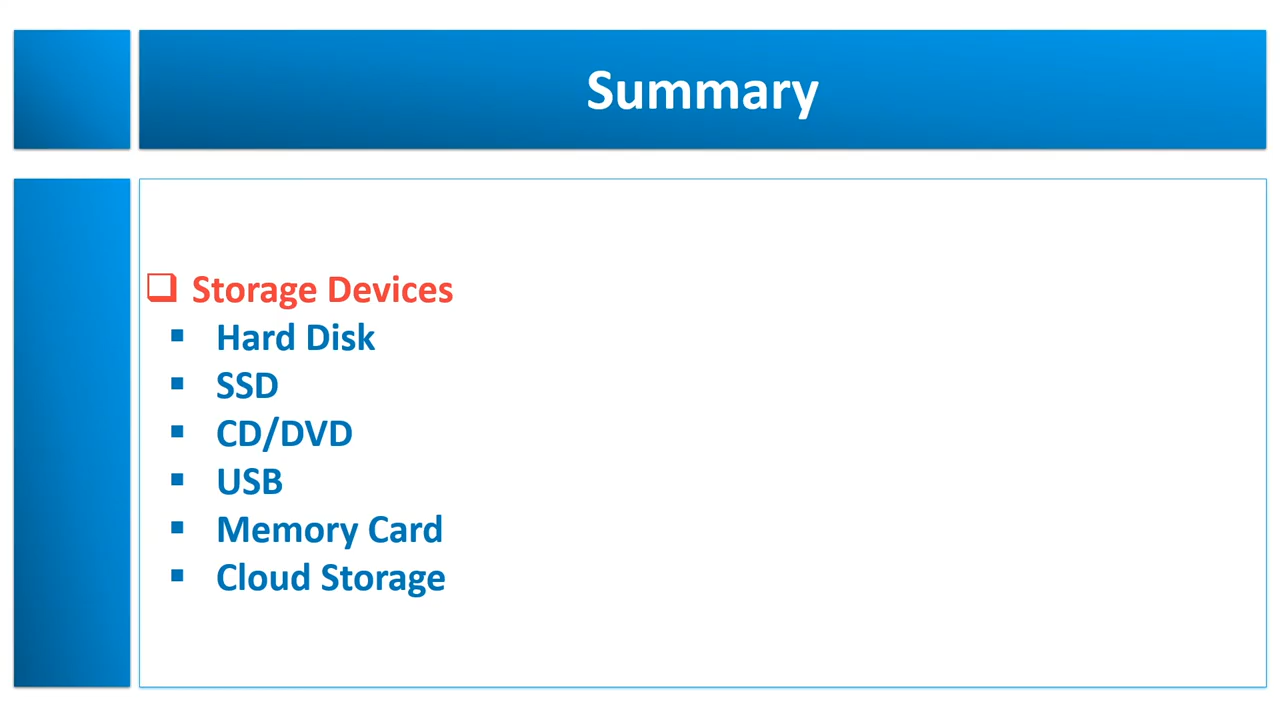 Summary
❑ Storage Devices
▪ Hard Disk
▪ SSD
▪ CD/DVD
▪ USB
▪ Memory Card
▪ Cloud Storage